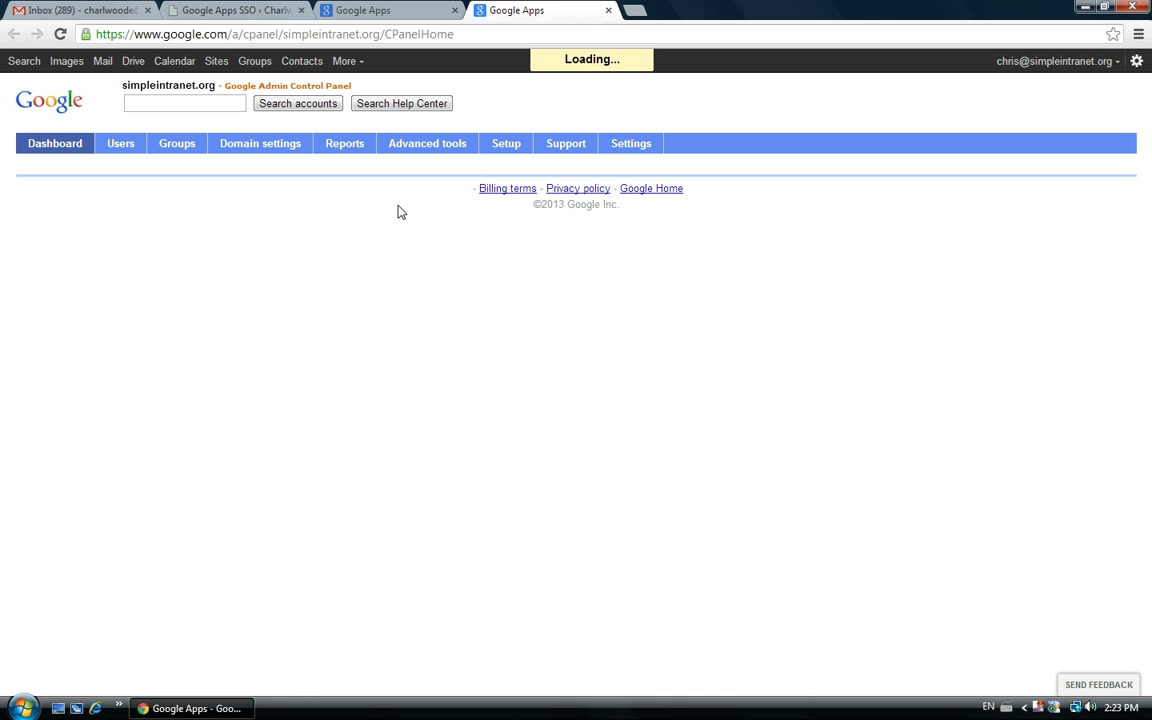 Inbox (289) - charlwoode
Google Apps SSO ‹ Charlw
Google Apps
Google Apps
https://www.google.com/a/cpanel/simpleintranet.org/CPanelHome
Search Images Mail Drive Calendar Sites Groups Contacts More
Loading...
chris@simpleintranet.org
simpleintranet.org - Google Admin Control Panel
Google
Search accounts Search Help Center
Dashboard Users Groups Domain settings Reports Advanced tools Setup Support Settings
- Billing terms - Privacy policy - Google Home
©2013 Google Inc.
SEND FEEDBACK
Google Apps - Goo...
EN
2:23 PM